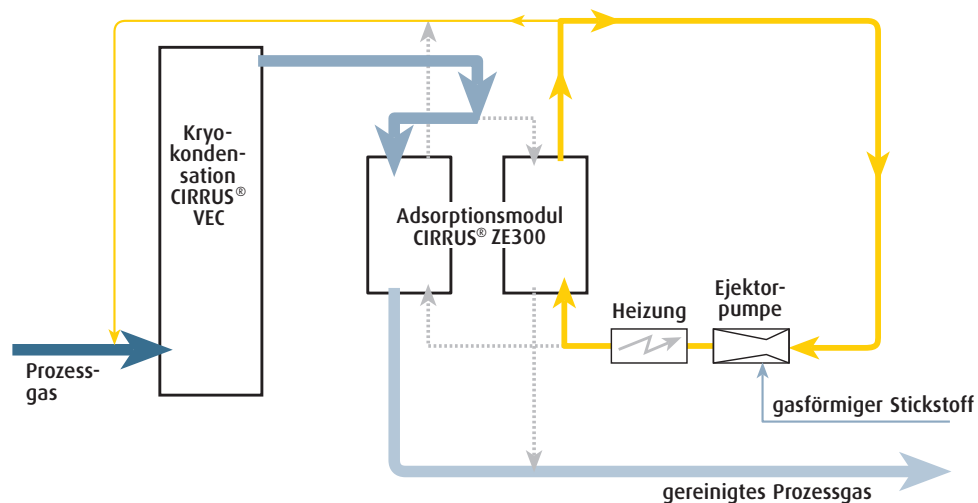 Kryo-
konden-
sation
CIRRUS®
VEC
Adsorptionsmodul
CIRRUS® ZE300
Heizung
Ejektor-
pumpe
Prozess-
gas
gasförmiger Stickstoff
gereinigtes Prozessgas